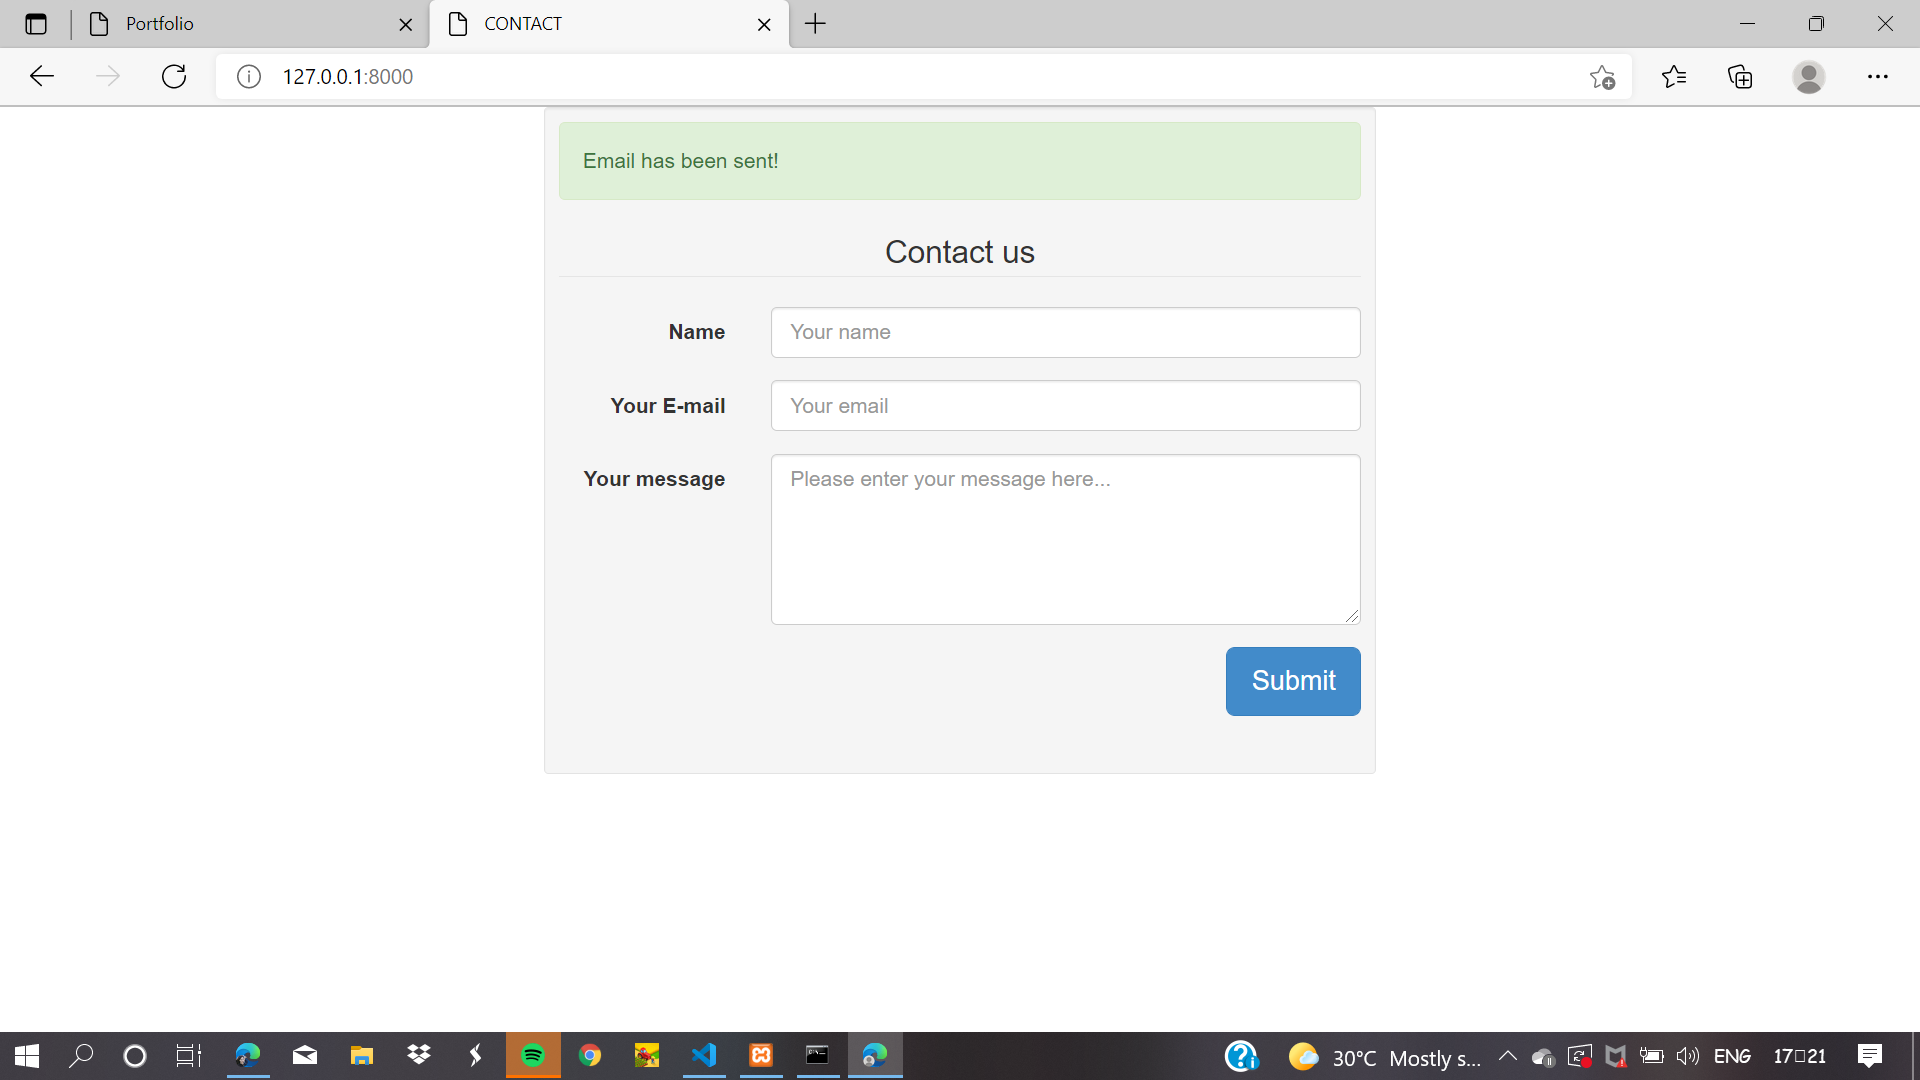 Portfolio
CONTACT
127.0.0.1:8000
Email has been sent!
Contact us
Name
Your name
Your E-mail
Your email
Your message
Please enter your message here...
Submit
30°C Mostly s...
ENG
17▯21